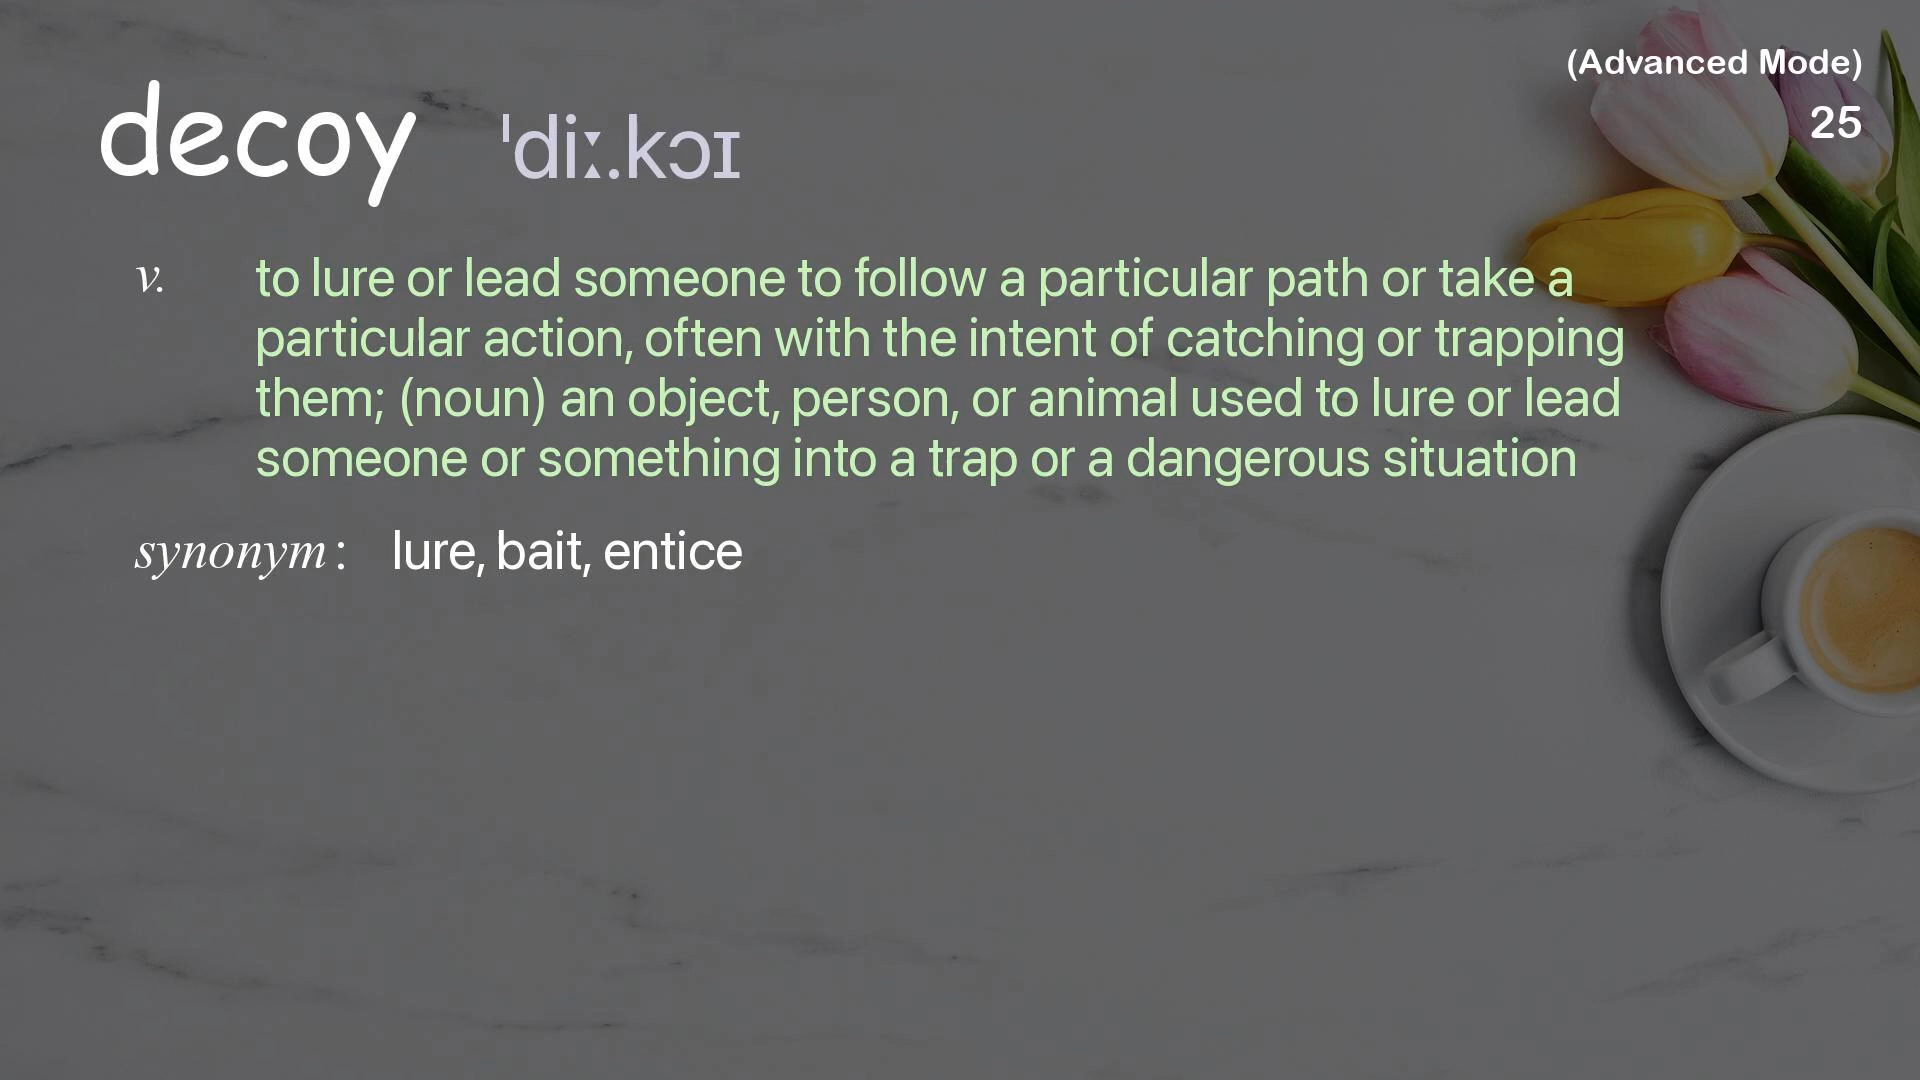 (Advanced Mode)
25
decoy ˈdiː.kɔɪ
v. to lure or lead someone to follow a particular path or take a
particular action, often with the intent of catching or trapping
them; (noun) an object, person, or animal used to lure or lead
someone or something into a trap or a dangerous situation
synonym : lure, bait, entice